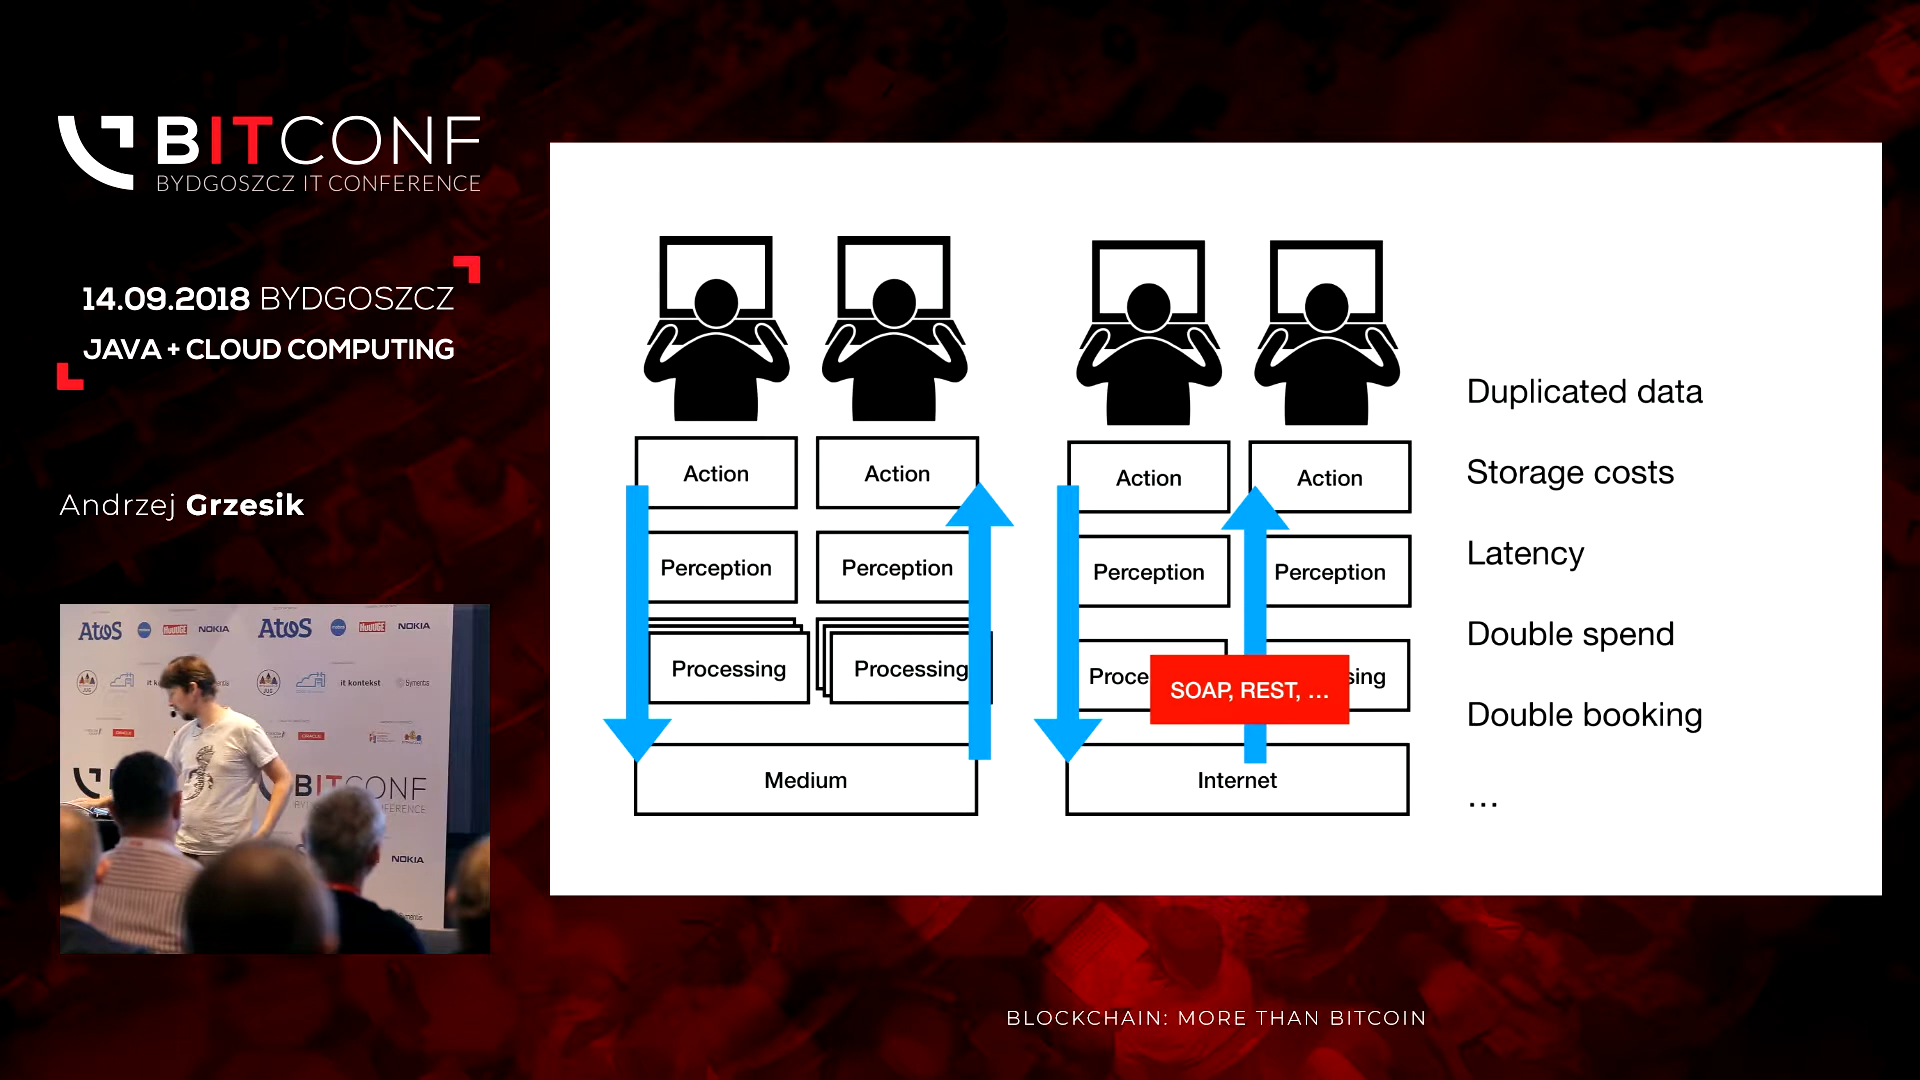 BITCONF
BYDGOSZCZ IT CONFERENCE
14.09.2018 BYDGOSZCZ
JAVA + CLOUD COMPUTING
Andrzej Grzesik
Action
Action
Perception
Perception
Processing
Processing
Medium
Action
Action
Perception
Perception
Proce
sing
SOAP, REST, ...
Internet
Duplicated data
Storage costs
Latency
Double spend
Double booking
...
AtoS
NOKIA
AtoS
NOKIA
it kontekst
Symentis
BITCONF
NOKIA
BLOCKCHAIN: MORE THAN BITCOIN